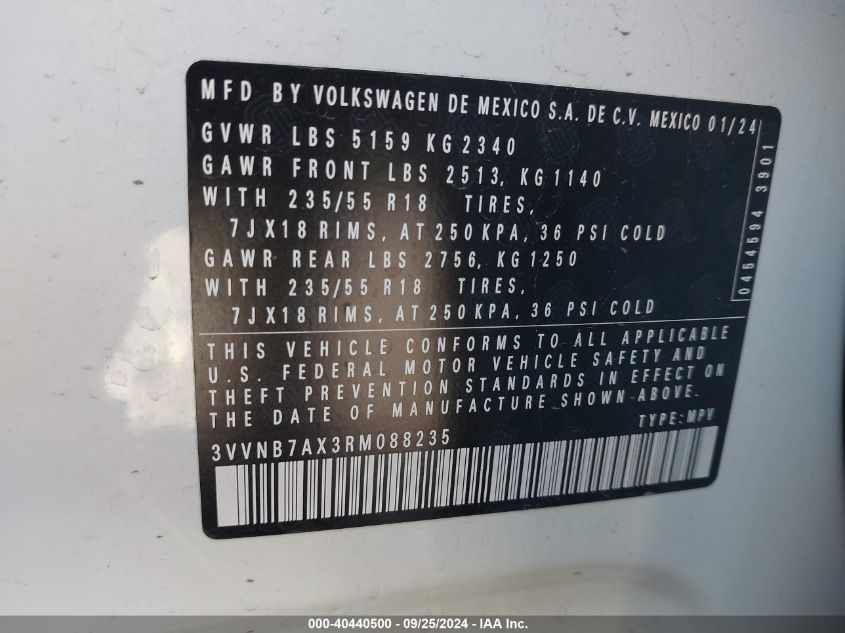 MFD BY VOLKSWAGEN DE MEXICO S.A. DE C.V. MEXICO 01/24
GVWR LBS 5159 KG 2340
GAWR FRONT LBS 2513, KG 1140
WITH 235/55 R18 TIRES,
7JX18 RIMS, AT 250 KPA, 36 PSI COLD
GAWR REAR LBS 2756, KG 1250
WITH 235/55 R18 TIRES,
7JX18 RIMS, AT 250 KPA, 36 PSI COLD
0454594 3901
THIS VEHICLE CONFORMS TO ALL APPLICABLE
U.S. FEDERAL MOTOR VEHICLE SAFETY AND
THEFT PREVENTION STANDARDS IN EFFECT ON
THE DATE OF MANUFACTURE SHOWN ABOVE.
TYPE: MPV
3VVNB7AX3RM088235
000-40440500 - 09/25/2024 - IAA Inc.